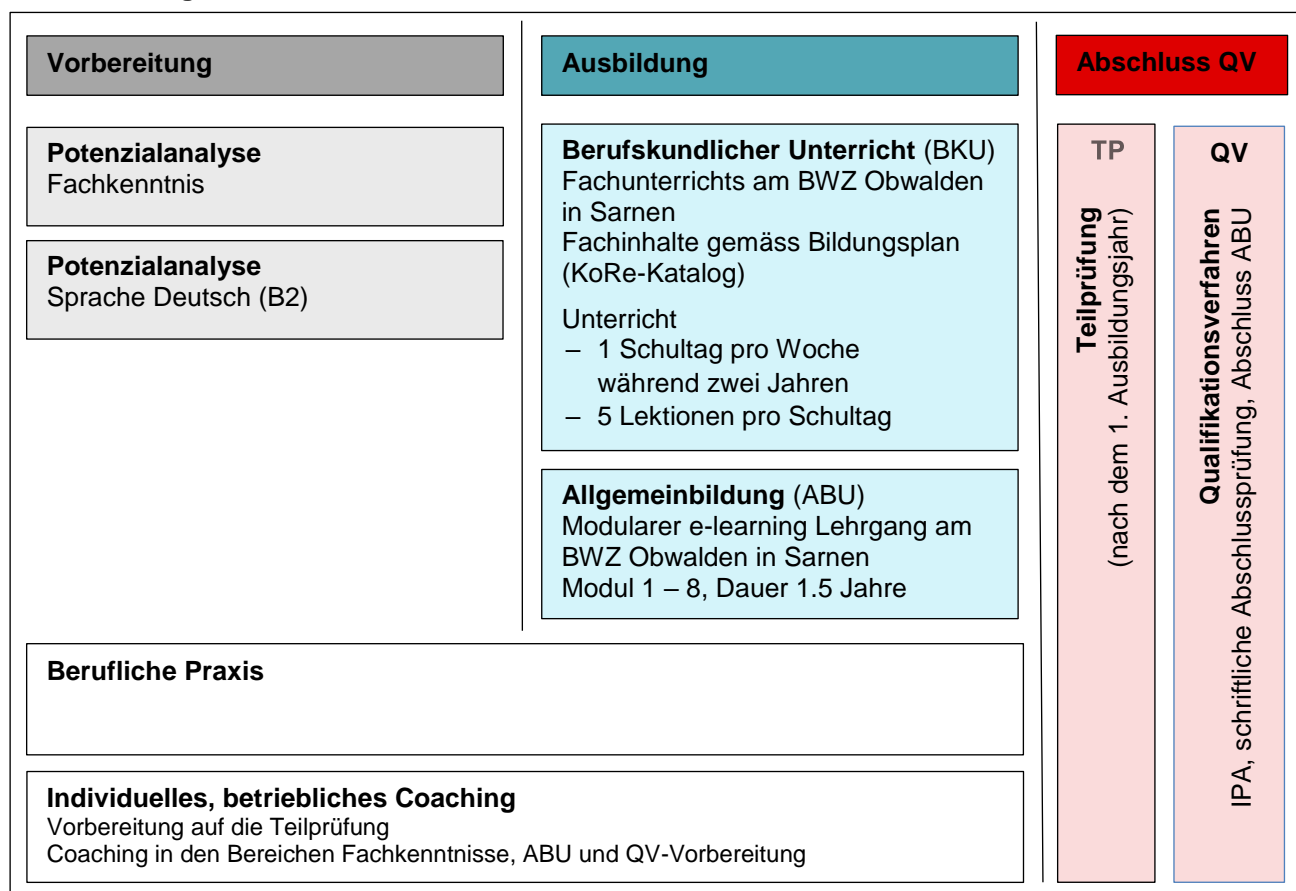 Vorbereitung
Potenzialanalyse
Fachkenntnis
Potenzialanalyse
Sprache Deutsch (B2)
Ausbildung
Berufskundlicher Unterricht (BKU)
Fachunterrichts am BWZ Obwalden
in Sarnen
Fachinhalte gemäss Bildungsplan
(KoRe-Katalog)
Unterricht
– 1 Schultag pro Woche
während zwei Jahren
– 5 Lektionen pro Schultag
Allgemeinbildung (ABU)
Modularer e-learning Lehrgang am
BWZ Obwalden in Sarnen
Modul 1 – 8, Dauer 1.5 Jahre
Berufliche Praxis
Individuelles, betriebliches Coaching
Vorbereitung auf die Teilprüfung
Coaching in den Bereichen Fachkenntnisse, ABU und QV-Vorbereitung
Abschluss QV
TP
Teilprüfung
(nach dem 1. Ausbildungsjahr)
QV
Qualifikationsverfahren
IPA, schriftliche Abschlussprüfung, Abschluss ABU